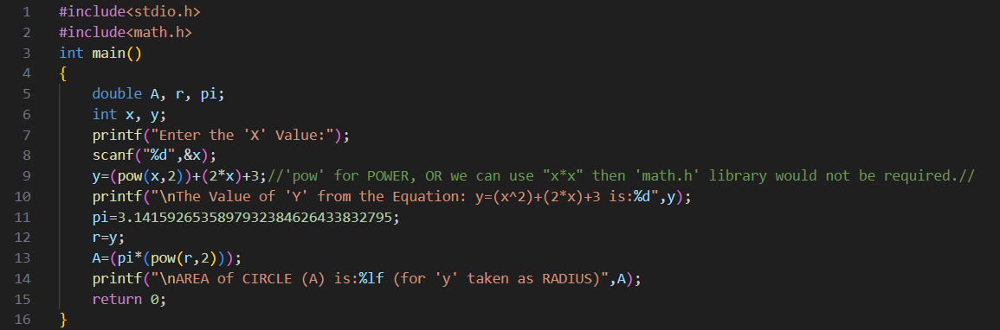 1 #include<stdio.h>
2 #include<math.h>
3 int main()
4 {
5 double A, r, pi;
6 int x, y;
7 printf("Enter the 'X' Value:");
8 scanf("%d",&x);
9 y=(pow(x,2))+(2*x)+3;//'pow' for POWER, OR we can use "x*x" then 'math.h' library would not be required.//
10 printf("\nThe Value of 'Y' from the Equation: y=(x^2)+(2*x)+3 is:%d",y);
11 pi=3.1415926535897932384626433832795;
12 r=y;
13 A=(pi*(pow(r,2)));
14 printf("\nAREA of CIRCLE (A) is:%lf (for 'y' taken as RADIUS)",A);
15 return 0;
16 }